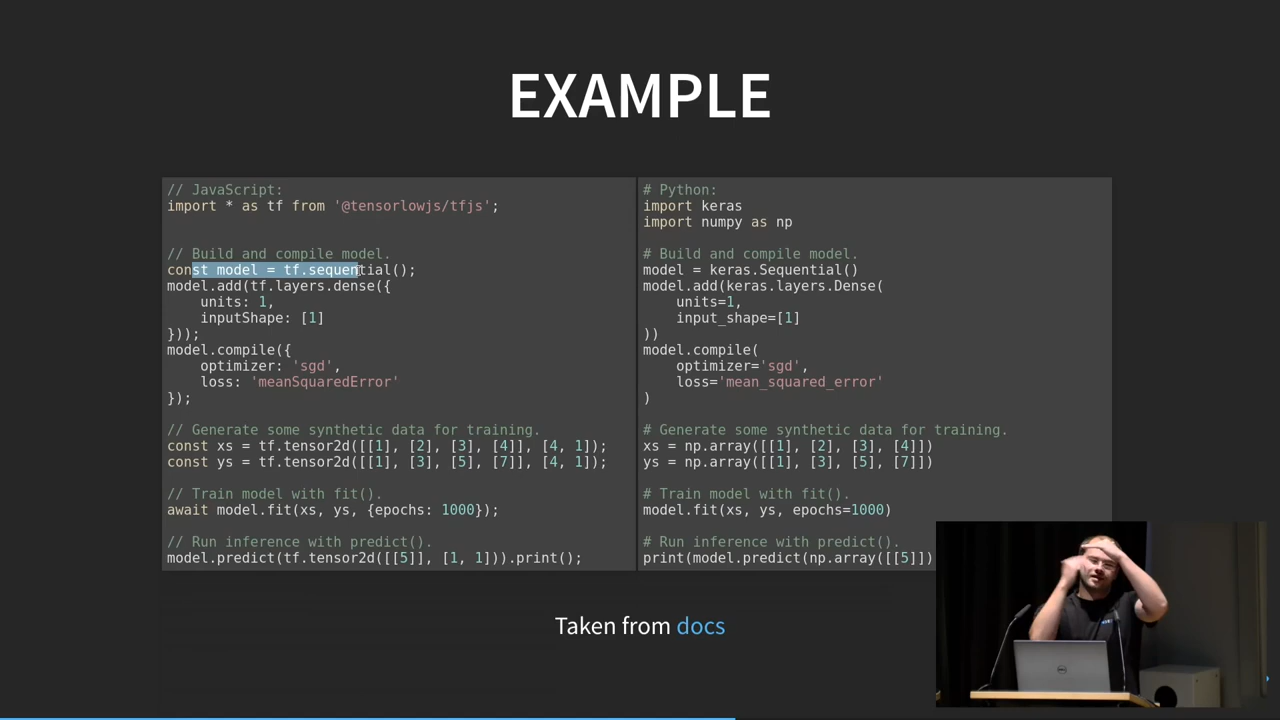 EXAMPLE
// JavaScript:
import * as tf from '@tensorlowjs/tfjs';
// Build and compile model.
const model = tf.sequential();
model.add(tf.layers.dense({
units: 1,
inputShape: [1]
}));
model.compile({
optimizer: 'sgd',
loss: 'meanSquaredError'
});
// Generate some synthetic data for training.
const xs = tf.tensor2d([[1], [2], [3], [4]], [4, 1]);
const ys = tf.tensor2d([[1], [3], [5], [7]], [4, 1]);
// Train model with fit().
await model.fit(xs, ys, {epochs: 1000});
// Run inference with predict().
model.predict(tf.tensor2d([[5]], [1, 1])).print();
# Python:
import keras
import numpy as np
# Build and compile model.
model = keras.Sequential()
model.add(keras.layers.Dense(
units=1,
input_shape=[1]
))
model.compile(
optimizer='sgd',
loss='mean_squared_error'
)
# Generate some synthetic data for training.
xs = np.array([[1], [2], [3], [4]])
ys = np.array([[1], [3], [5], [7]])
# Train model with fit().
model.fit(xs, ys, epochs=1000)
# Run inference with predict().
print(model.predict(np.array([[5]])
Taken from docs